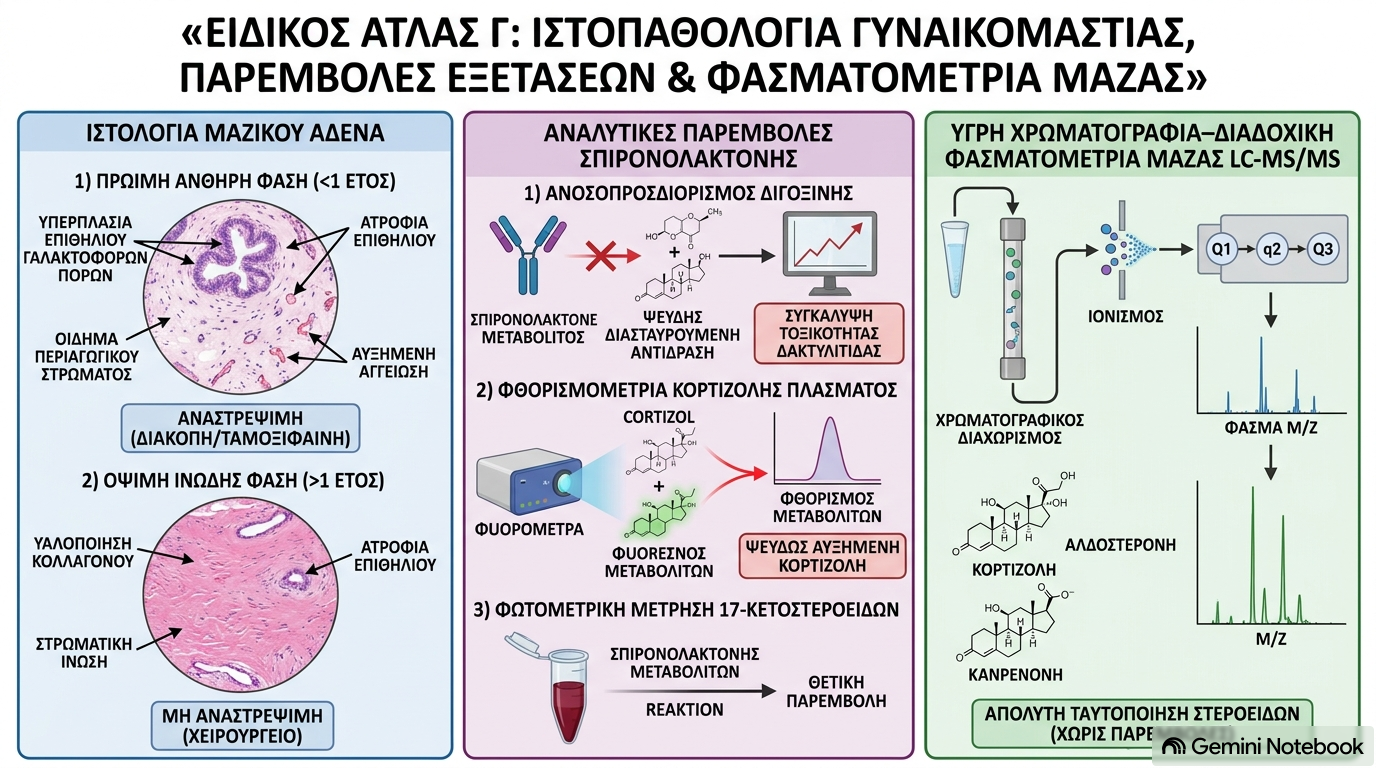 «ΕΙΔΙΚΟΣ ΑΤΛΑΣ Γ: ΙΣΤΟΠΑΘΟΛΟΓΙΑ ΓΥΝΑΙΚΟΜΑΣΤΙΑΣ,
ΠΑΡΕΜΒΟΛΕΣ ΕΞΕΤΑΣΕΩΝ & ΦΑΣΜΑΤΟΜΕΤΡΙΑ ΜΑΖΑΣ»
ΙΣΤΟΛΟΓΙΑ ΜΑΖΙΚΟΥ ΑΔΕΝΑ
1) ΠΡΩΙΜΗ ΑΝΘΗΡΗ ΦΑΣΗ (<1 ΕΤΟΣ)
ΥΠΕΡΠΛΑΣΙΑ
ΕΠΙΘΗΛΙΟΥ
ΓΑΛΑΚΤΟΦΟΡΩΝ
ΠΟΡΩΝ
ΑΤΡΟΦΙΑ
ΕΠΙΘΗΛΙΟΥ
ΟΙΔΗΜΑ
ΠΕΡΙΑΓΩΓΙΚΟΥ
ΣΤΡΩΜΑΤΟΣ
ΑΥΞΗΜΕΝΗ
ΑΓΓΕΙΩΣΗ
ΑΝΑΣΤΡΕΨΙΜΗ
(ΔΙΑΚΟΠΗ/ΤΑΜΟΞΙΦΑΙΝΗ)
2) ΟΨΙΜΗ ΙΝΩΔΗΣ ΦΑΣΗ (>1 ΕΤΟΣ)
ΥΑΛΟΠΟΙΗΣΗ
ΚΟΛΛΑΓΟΝΟΥ
ΑΤΡΟΦΙΑ
ΕΠΙΘΗΛΙΟΥ
ΣΤΡΩΜΑΤΙΚΗ
ΙΝΩΣΗ
ΜΗ ΑΝΑΣΤΡΕΨΙΜΗ
(ΧΕΙΡΟΥΡΓΕΙΟ)
ΑΝΑΛΥΤΙΚΕΣ ΠΑΡΕΜΒΟΛΕΣ
ΣΠΙΡΟΝΟΛΑΚΤΟΝΗΣ
1) ΑΝΟΣΟΠΡΟΣΔΙΟΡΙΣΜΟΣ ΔΙΓΟΞΙΝΗΣ
ΣΠΙΡΟΝΟΛΑΚΤΟΝΕ
METABOLITOΣ
ΨΕΥΔΗΣ
ΔΙΑΣΤΑΥΡΟΥΜΕΝΗ
ΑΝΤΙΔΡΑΣΗ
ΣΥΓΚΑΛΥΨΗ
ΤΟΞΙΚΟΤΗΤΑΣ
ΔΑΚΤΥΛΙΤΙΔΑΣ
2) ΦΘΟΡΙΣΜΟΜΕΤΡΙΑ ΚΟΡΤΙΖΟΛΗΣ ΠΛΑΣΜΑΤΟΣ
CORTIZOL
ΦUΟΡΟΜΕΤΡΑ
ΦUORESΝΟΣ
ΜΕΤΑΒΟΛΙΤΩΝ
ΦΘΟΡΙΣΜΟΣ
ΜΕΤΑΒΟΛΙΤΩΝ
ΨΕΥΔΩΣ ΑΥΞΗΜΕΝΗ
ΚΟΡΤΙΖΟΛΗ
3) ΦΩΤΟΜΕΤΡΙΚΗ ΜΕΤΡΗΣΗ 17-ΚΕΤΟΣΤΕΡΟΕΙΔΩΝ
ΣΠΙΡΟΝΟΛΑΚΤΟΝΗΣ
ΜΕΤΑΒΟΛΙΤΩΝ
REAKTION
ΘΕΤΙΚΗ
ΠΑΡΕΜΒΟΛΗ
ΥΓΡΗ ΧΡΩΜΑΤΟΓΡΑΦΙΑ–ΔΙΑΔΟΧΙΚΗ
ΦΑΣΜΑΤΟΜΕΤΡΙΑ ΜΑΖΑΣ LC-MS/MS
Q1
q2
Q3
ΙΟΝΙΣΜΟΣ
ΧΡΩΜΑΤΟΓΡΑΦΙΚΟΣ
ΔΙΑΧΩΡΙΣΜΟΣ
ΦΑΣΜΑ M/Z
ΚΟΡΤΙΖΟΛΗ
ΑΛΔΟΣΤΕΡΟΝΗ
ΚΑΝΡΕΝΟΝΗ
M/Z
ΑΠΟΛΥΤΗ ΤΑΥΤΟΠΟΙΗΣΗ ΣΤΕΡΟΕΙΔΩΝ
(ΧΩΡΙΣ ΠΑΡΕΜΒΟΛΕΣ)
Gemini Notebook